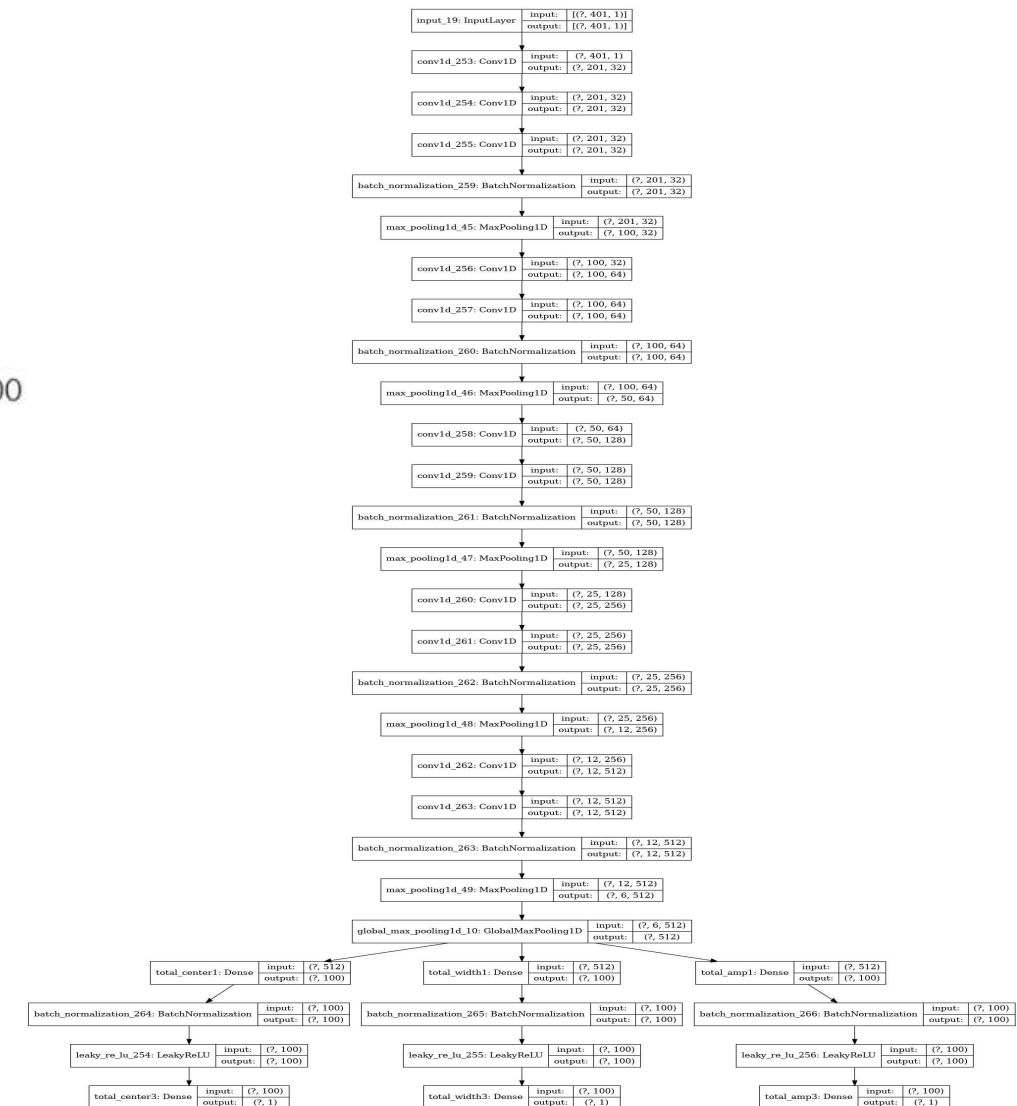 input_19: InputLayer input: [(?, 401, 1)]
output: [(?, 401, 1)]
conv1d_253: Conv1D input: (?, 401, 1)
output: (?, 201, 32)
conv1d_254: Conv1D input: (?, 201, 32)
output: (?, 201, 32)
conv1d_255: Conv1D input: (?, 201, 32)
output: (?, 201, 32)
batch_normalization_259: BatchNormalization input: (?, 201, 32)
output: (?, 201, 32)
max_pooling1d_45: MaxPooling1D input: (?, 201, 32)
output: (?, 100, 32)
conv1d_256: Conv1D input: (?, 100, 32)
output: (?, 100, 64)
conv1d_257: Conv1D input: (?, 100, 64)
output: (?, 100, 64)
batch_normalization_260: BatchNormalization input: (?, 100, 64)
output: (?, 100, 64)
00
max_pooling1d_46: MaxPooling1D input: (?, 100, 64)
output: (?, 50, 64)
conv1d_258: Conv1D input: (?, 50, 64)
output: (?, 50, 128)
conv1d_259: Conv1D input: (?, 50, 128)
output: (?, 50, 128)
batch_normalization_261: BatchNormalization input: (?, 50, 128)
output: (?, 50, 128)
max_pooling1d_47: MaxPooling1D input: (?, 50, 128)
output: (?, 25, 128)
conv1d_260: Conv1D input: (?, 25, 128)
output: (?, 25, 256)
conv1d_261: Conv1D input: (?, 25, 256)
output: (?, 25, 256)
batch_normalization_262: BatchNormalization input: (?, 25, 256)
output: (?, 25, 256)
max_pooling1d_48: MaxPooling1D input: (?, 25, 256)
output: (?, 12, 256)
conv1d_262: Conv1D input: (?, 12, 256)
output: (?, 12, 512)
conv1d_263: Conv1D input: (?, 12, 512)
output: (?, 12, 512)
batch_normalization_263: BatchNormalization input: (?, 12, 512)
output: (?, 12, 512)
max_pooling1d_49: MaxPooling1D input: (?, 12, 512)
output: (?, 6, 512)
global_max_pooling1d_10: GlobalMaxPooling1D input: (?, 6, 512)
output: (?, 512)
total_center1: Dense input: (?, 512)
output: (?, 100)
total_width1: Dense input: (?, 512)
output: (?, 100)
total_amp1: Dense input: (?, 512)
output: (?, 100)
batch_normalization_264: BatchNormalization input: (?, 100)
output: (?, 100)
batch_normalization_265: BatchNormalization input: (?, 100)
output: (?, 100)
batch_normalization_266: BatchNormalization input: (?, 100)
output: (?, 100)
leaky_re_lu_254: LeakyReLU input: (?, 100)
output: (?, 100)
leaky_re_lu_255: LeakyReLU input: (?, 100)
output: (?, 100)
leaky_re_lu_256: LeakyReLU input: (?, 100)
output: (?, 100)
total_center3: Dense input: (?, 100)
output: (?, 1)
total_width3: Dense input: (?, 100)
output: (?, 1)
total_amp3: Dense input: (?, 100)
output: (?, 1)